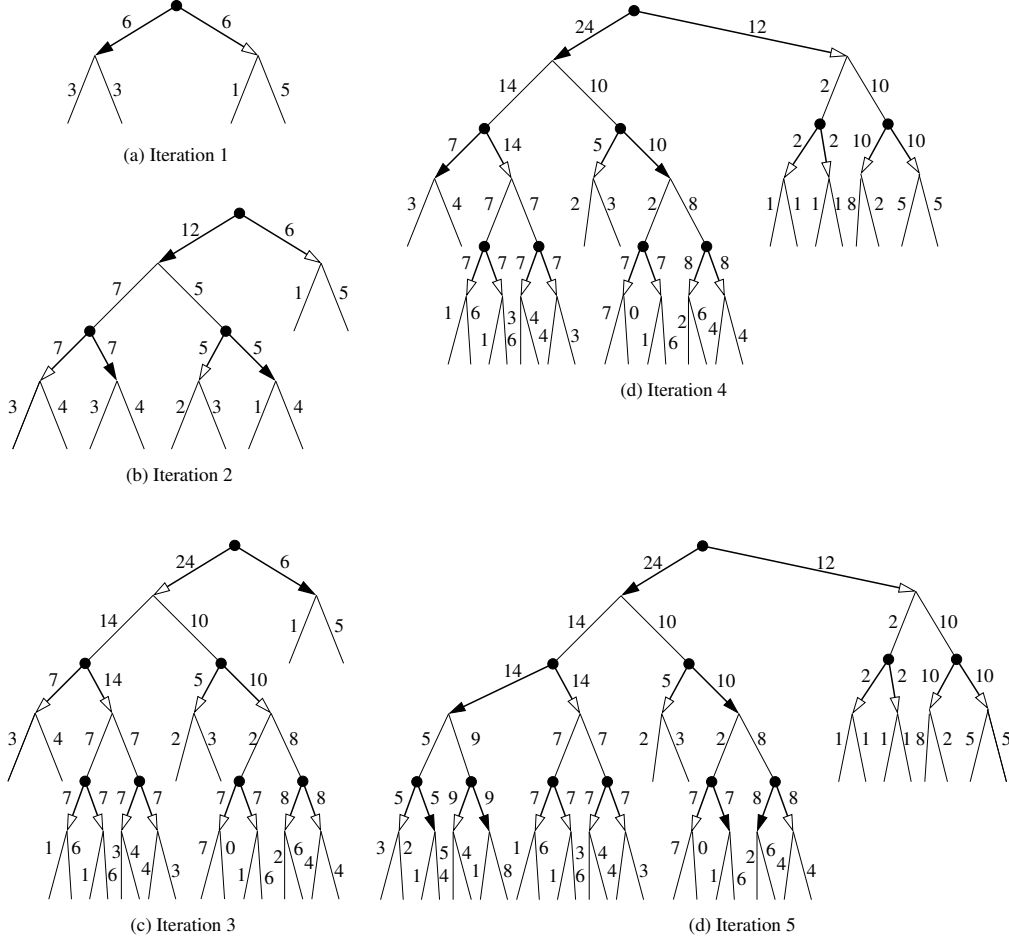 6 6
3 3 1 5
(a) Iteration 1
12 6
7 5 1 5
7 7 5 5
3 4 3 4 2 3 1 4
(b) Iteration 2
24 12
14 10 2 10
7 14 5 10 2 2 10 10
3 4 7 7 2 3 2 8 1 1 1 1 8 2 5 5
7 7 7 7 7 7 8 8
1 6 3 4 7 0 2 6
1 6 4 3 1 6 4 4
(d) Iteration 4
24 6
14 10 1 5
7 14 5 10
3 4 7 7 2 3 2 8
7 7 7 7 7 7 8 8
1 6 3 4 7 0 2 6
1 6 4 3 1 6 4 4
(c) Iteration 3
24 12
14 10 2 10
14 14 5 10 2 2 10 10
5 9 7 7 2 3 2 8 1 1 1 1 8 2 5 5
5 5 9 9 7 7 7 7 7 7 8 8
3 2 5 4 1 6 3 4 7 0 2 6
1 4 1 8 1 6 4 3 1 6 4 4
(d) Iteration 5